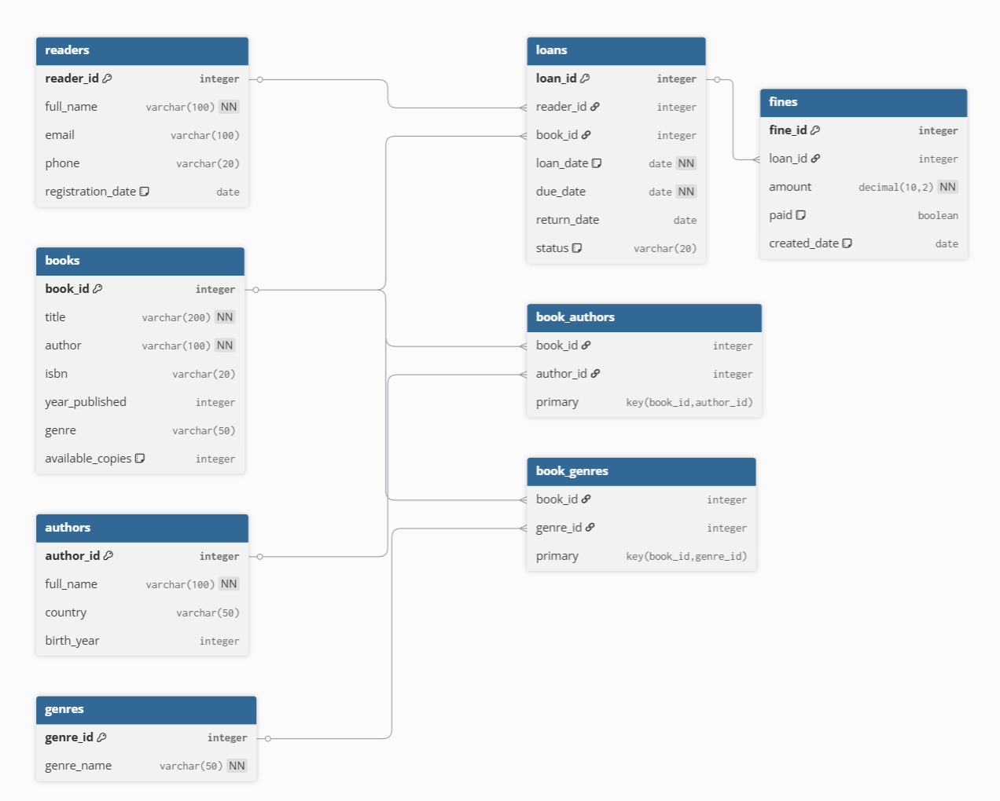 readers
reader_id integer
full_name varchar(100) NN
email varchar(100)
phone varchar(20)
registration_date date
books
book_id integer
title varchar(200) NN
author varchar(100) NN
isbn varchar(20)
year_published integer
genre varchar(50)
available_copies integer
authors
author_id integer
full_name varchar(100) NN
country varchar(50)
birth_year integer
genres
genre_id integer
genre_name varchar(50) NN
loans
loan_id integer
reader_id integer
book_id integer
loan_date date NN
due_date date NN
return_date date
status varchar(20)
fines
fine_id integer
loan_id integer
amount decimal(10,2) NN
paid boolean
created_date date
book_authors
book_id integer
author_id integer
primary key(book_id,author_id)
book_genres
book_id integer
genre_id integer
primary key(book_id,genre_id)